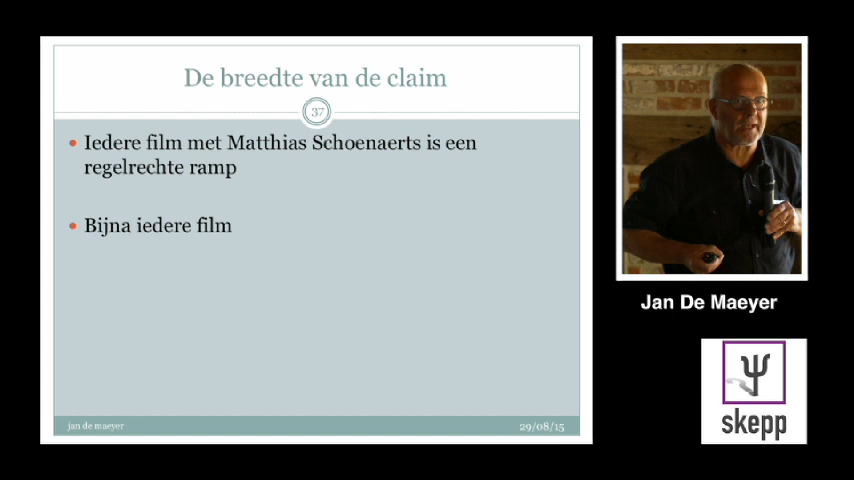 De breedte van de claim
37
Iedere film met Matthias Schoenaerts is een
regelrechte ramp
Bijna iedere film
jan de maeyer
29/08/15
Jan De Maeyer
skepp